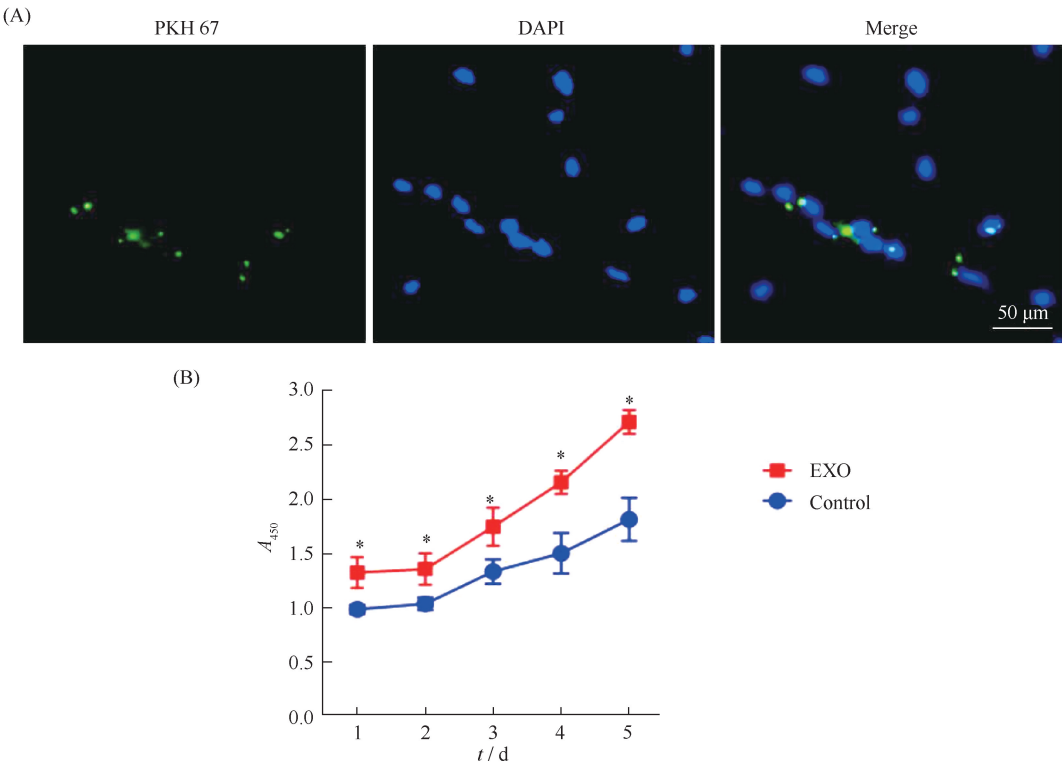 (A)
PKH 67 DAPI Merge
50 μm
(B)
3.0
2.5
2.0
1.5
1.0
0.5
0.0
A450
* * * * *
1 2 3 4 5
t / d
EXO
Control